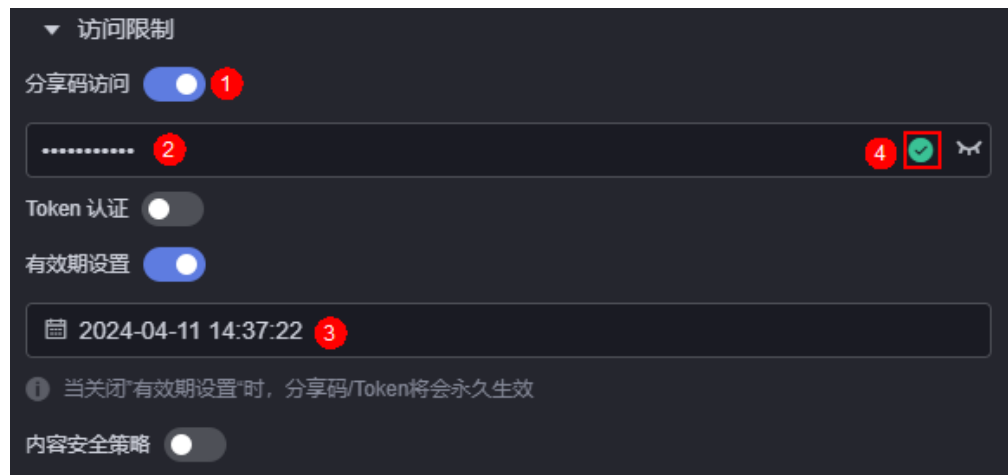 访问限制
分享码访问 1
••••••••••• 2 4
Token 认证
有效期设置
2024-04-11 14:37:22 3
当关闭"有效期设置"时，分享码/Token将会永久生效
内容安全策略